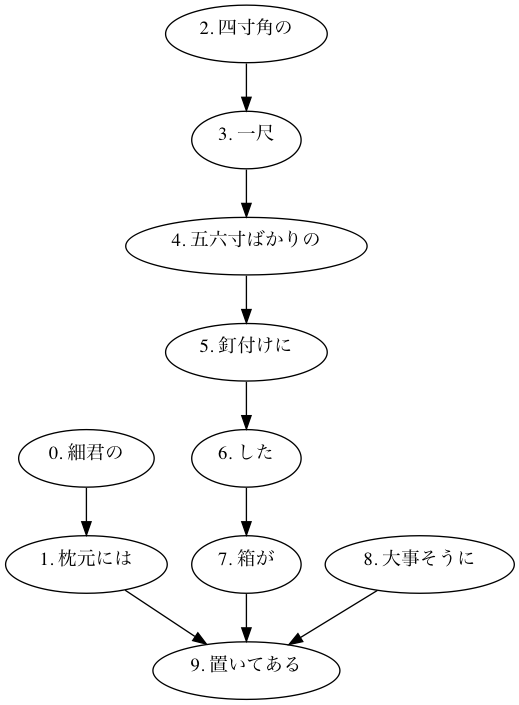 2. 四寸角の
3. 一尺
4. 五六寸ばかりの
5. 釘付けに
0. 細君の
6. した
1. 枕元には
7. 箱が
8. 大事そうに
9. 置いてある